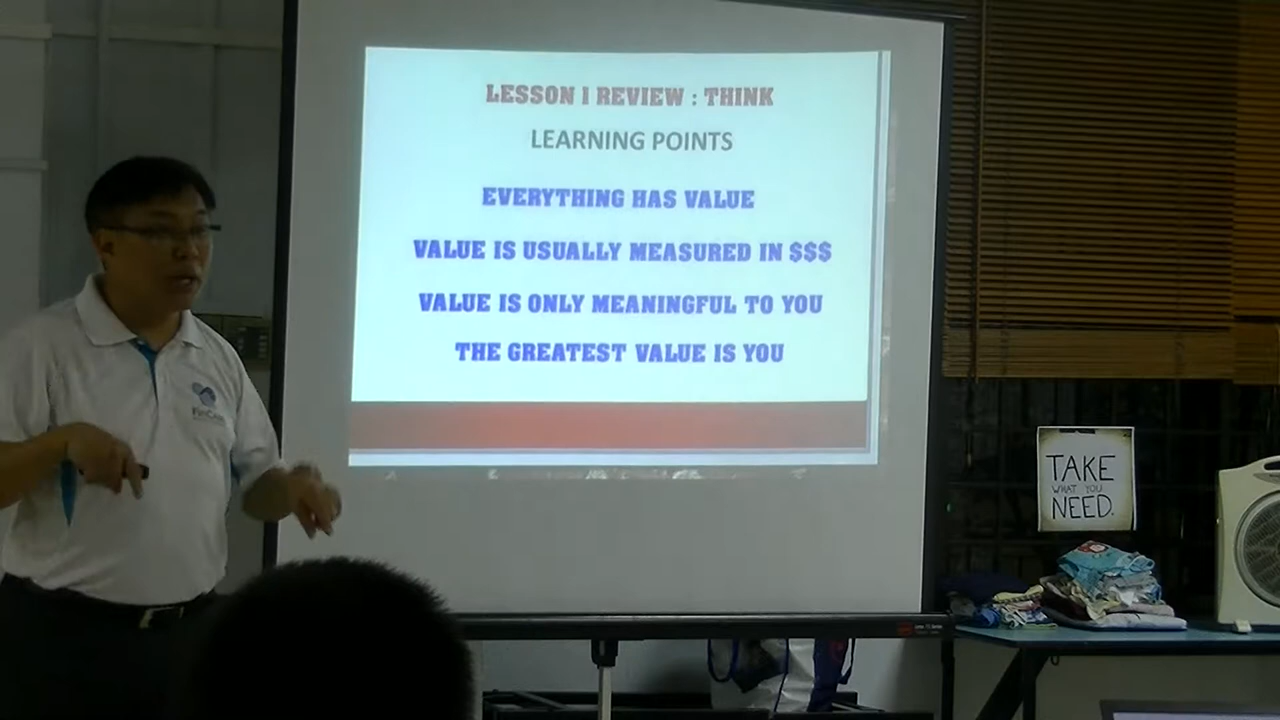 LESSON 1 REVIEW : THINK
LEARNING POINTS
EVERYTHING HAS VALUE
VALUE IS USUALLY MEASURED IN $$$
VALUE IS ONLY MEANINGFUL TO YOU
THE GREATEST VALUE IS YOU
TAKE
WHAT YOU
NEED.